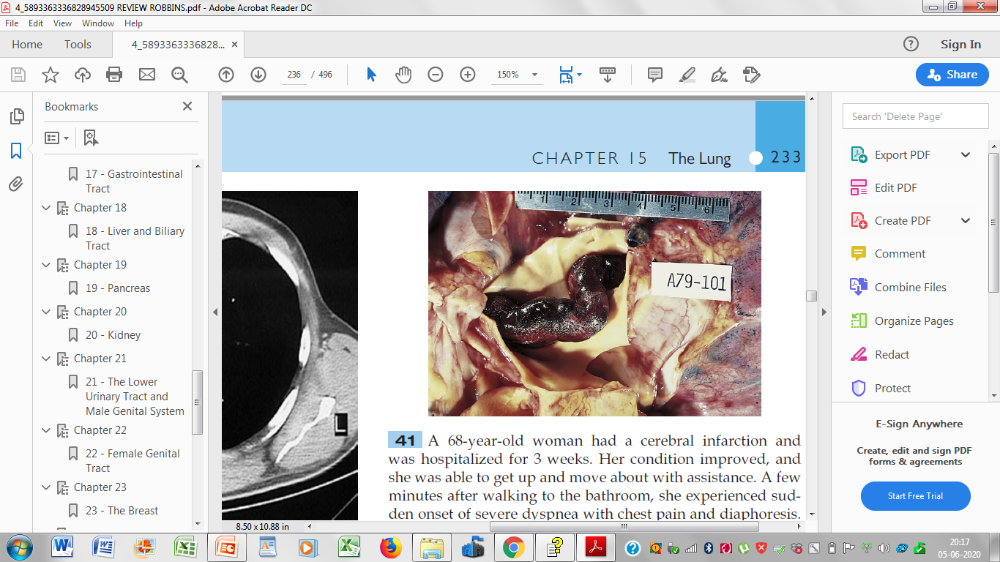 4_5893363336828945509 REVIEW ROBBINS.pdf - Adobe Acrobat Reader DC
File Edit View Window Help
Home Tools 4_5893363336828... × ? Sign In
236 / 496 150% Share
Bookmarks
17 - Gastrointestinal
Tract
Chapter 18
18 - Liver and Biliary
Tract
Chapter 19
19 - Pancreas
Chapter 20
20 - Kidney
Chapter 21
21 - The Lower
Urinary Tract and
Male Genital System
Chapter 22
22 - Female Genital
Tract
Chapter 23
23 - The Breast
CHAPTER 15 The Lung 233
2 3 4 5 6
A79-101
L
41 A 68-year-old woman had a cerebral infarction and
was hospitalized for 3 weeks. Her condition improved, and
she was able to get up and move about with assistance. A few
minutes after walking to the bathroom, she experienced sud-
den onset of severe dyspnea with chest pain and diaphoresis.
8.50 x 10.88 in
Search 'Delete Page'
Export PDF
Edit PDF
Create PDF
Comment
Combine Files
Organize Pages
Redact
Protect
E-Sign Anywhere
Create, edit and sign PDF
forms & agreements
Start Free Trial
20:17
05-06-2020